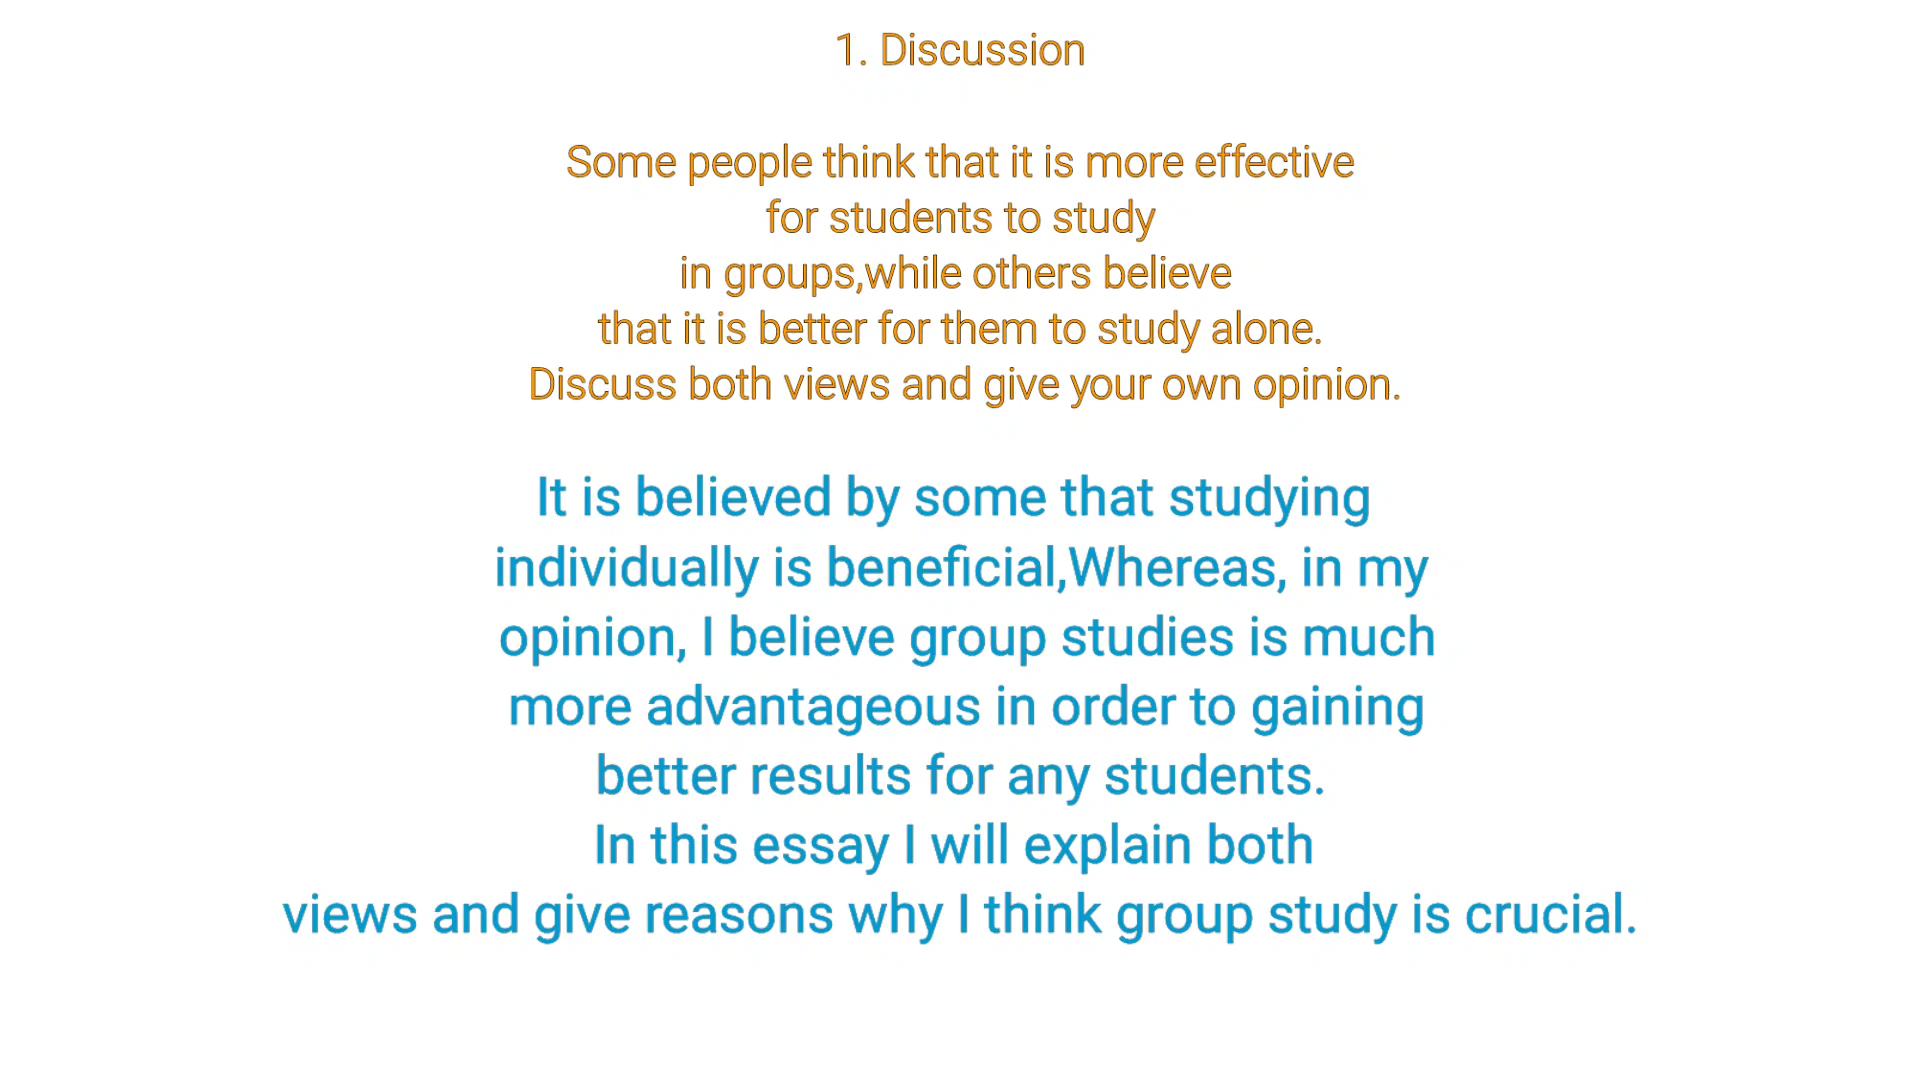 1. Discussion
Some people think that it is more effective
for students to study
in groups,while others believe
that it is better for them to study alone.
Discuss both views and give your own opinion.
It is believed by some that studying
individually is beneficial,Whereas, in my
opinion, I believe group studies is much
more advantageous in order to gaining
better results for any students.
In this essay I will explain both
views and give reasons why I think group study is crucial.